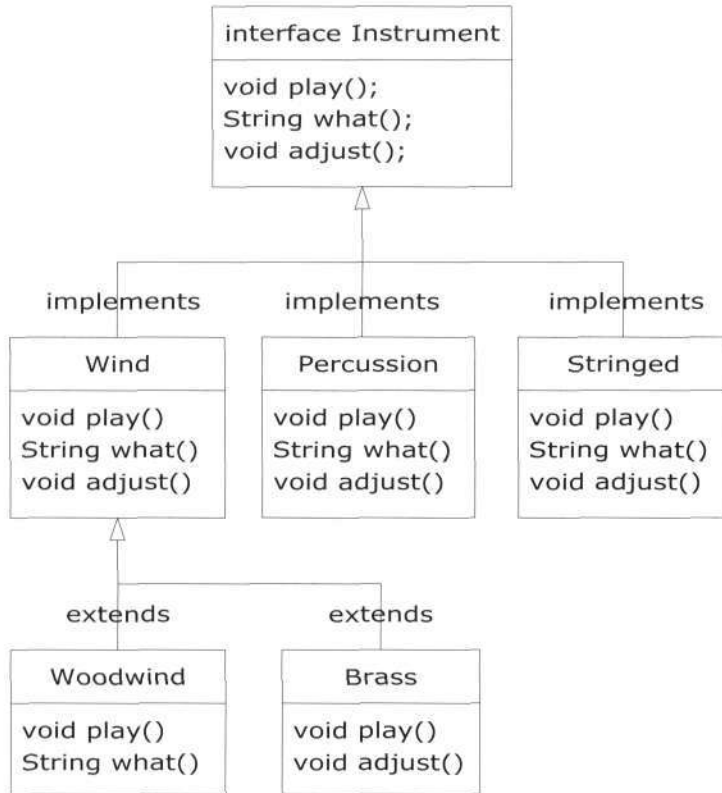 interface Instrument
void play();
String what();
void adjust();
implements
implements
implements
Wind
void play()
String what()
void adjust()
Percussion
void play()
String what()
void adjust()
Stringed
void play()
String what()
void adjust()
extends
extends
Woodwind
void play()
String what()
Brass
void play()
void adjust()